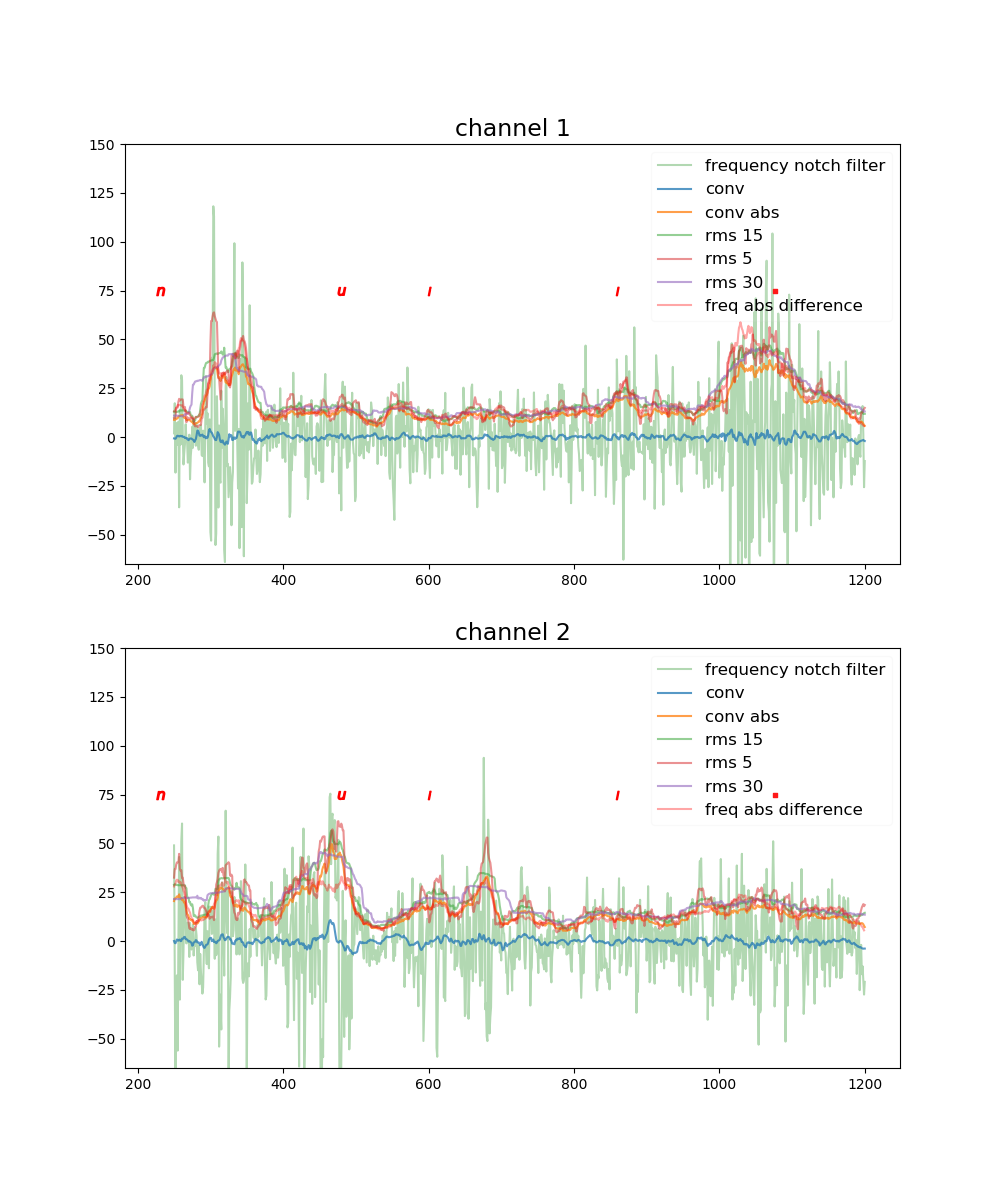 channel 1
150
125
100
75
50
25
0
−25
−50
frequency notch filter
conv
conv abs
rms 15
rms 5
rms 30
freq abs difference
n u ı ı .
200 400 600 800 1000 1200
channel 2
150
125
100
75
50
25
0
−25
−50
frequency notch filter
conv
conv abs
rms 15
rms 5
rms 30
freq abs difference
n u ı ı .
200 400 600 800 1000 1200